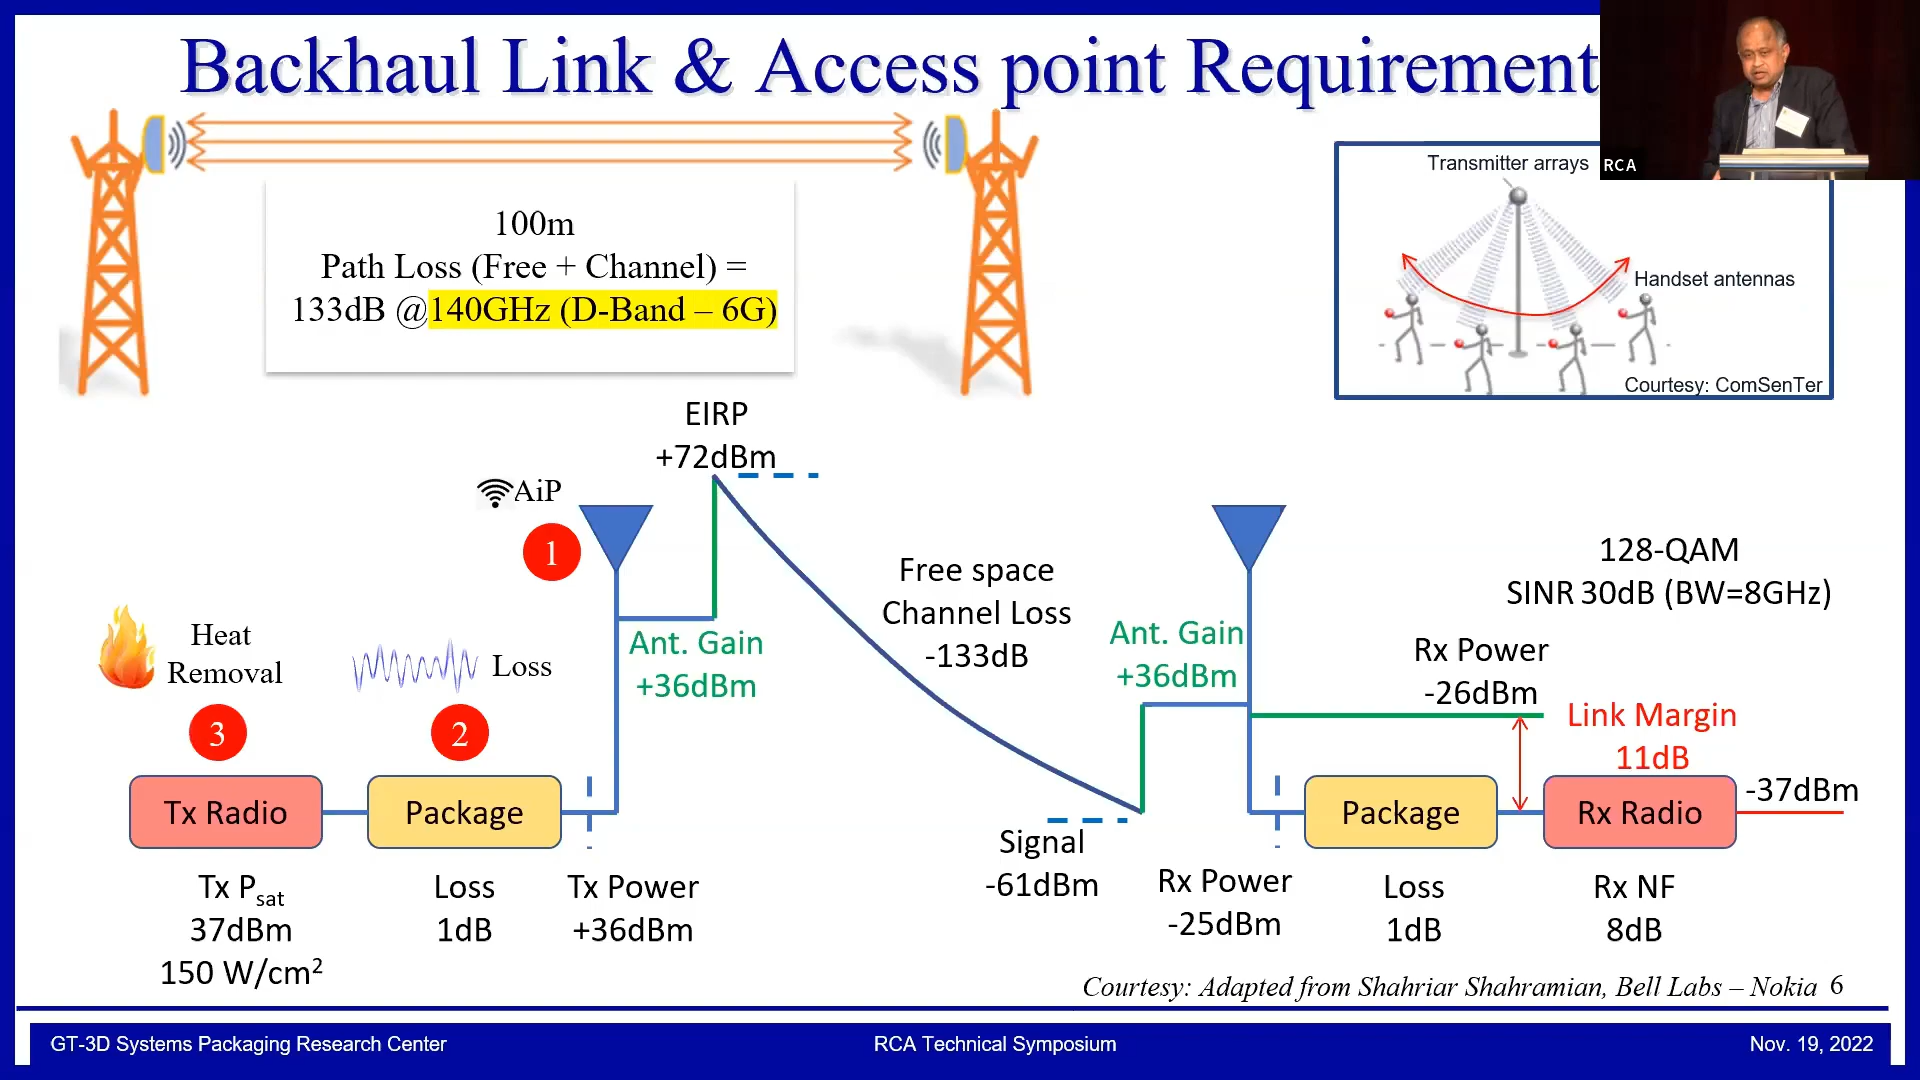 Backhaul Link & Access point Requirement
RCA
100m
Path Loss (Free + Channel) =
133dB @140GHz (D-Band – 6G)
Transmitter arrays
Handset antennas
Courtesy: ComSenTer
EIRP
+72dBm
AiP
1
Free space
Channel Loss
-133dB
128-QAM
SINR 30dB (BW=8GHz)
Heat
Removal
3
Loss
2
Ant. Gain
+36dBm
Ant. Gain
+36dBm
Rx Power
-26dBm
Link Margin
11dB
Tx Radio
Package
Package
Rx Radio
-37dBm
Tx Psat
37dBm
150 W/cm²
Loss
1dB
Tx Power
+36dBm
Signal
-61dBm
Rx Power
-25dBm
Loss
1dB
Rx NF
8dB
Courtesy: Adapted from Shahriar Shahramian, Bell Labs – Nokia 6
GT-3D Systems Packaging Research Center
RCA Technical Symposium
Nov. 19, 2022